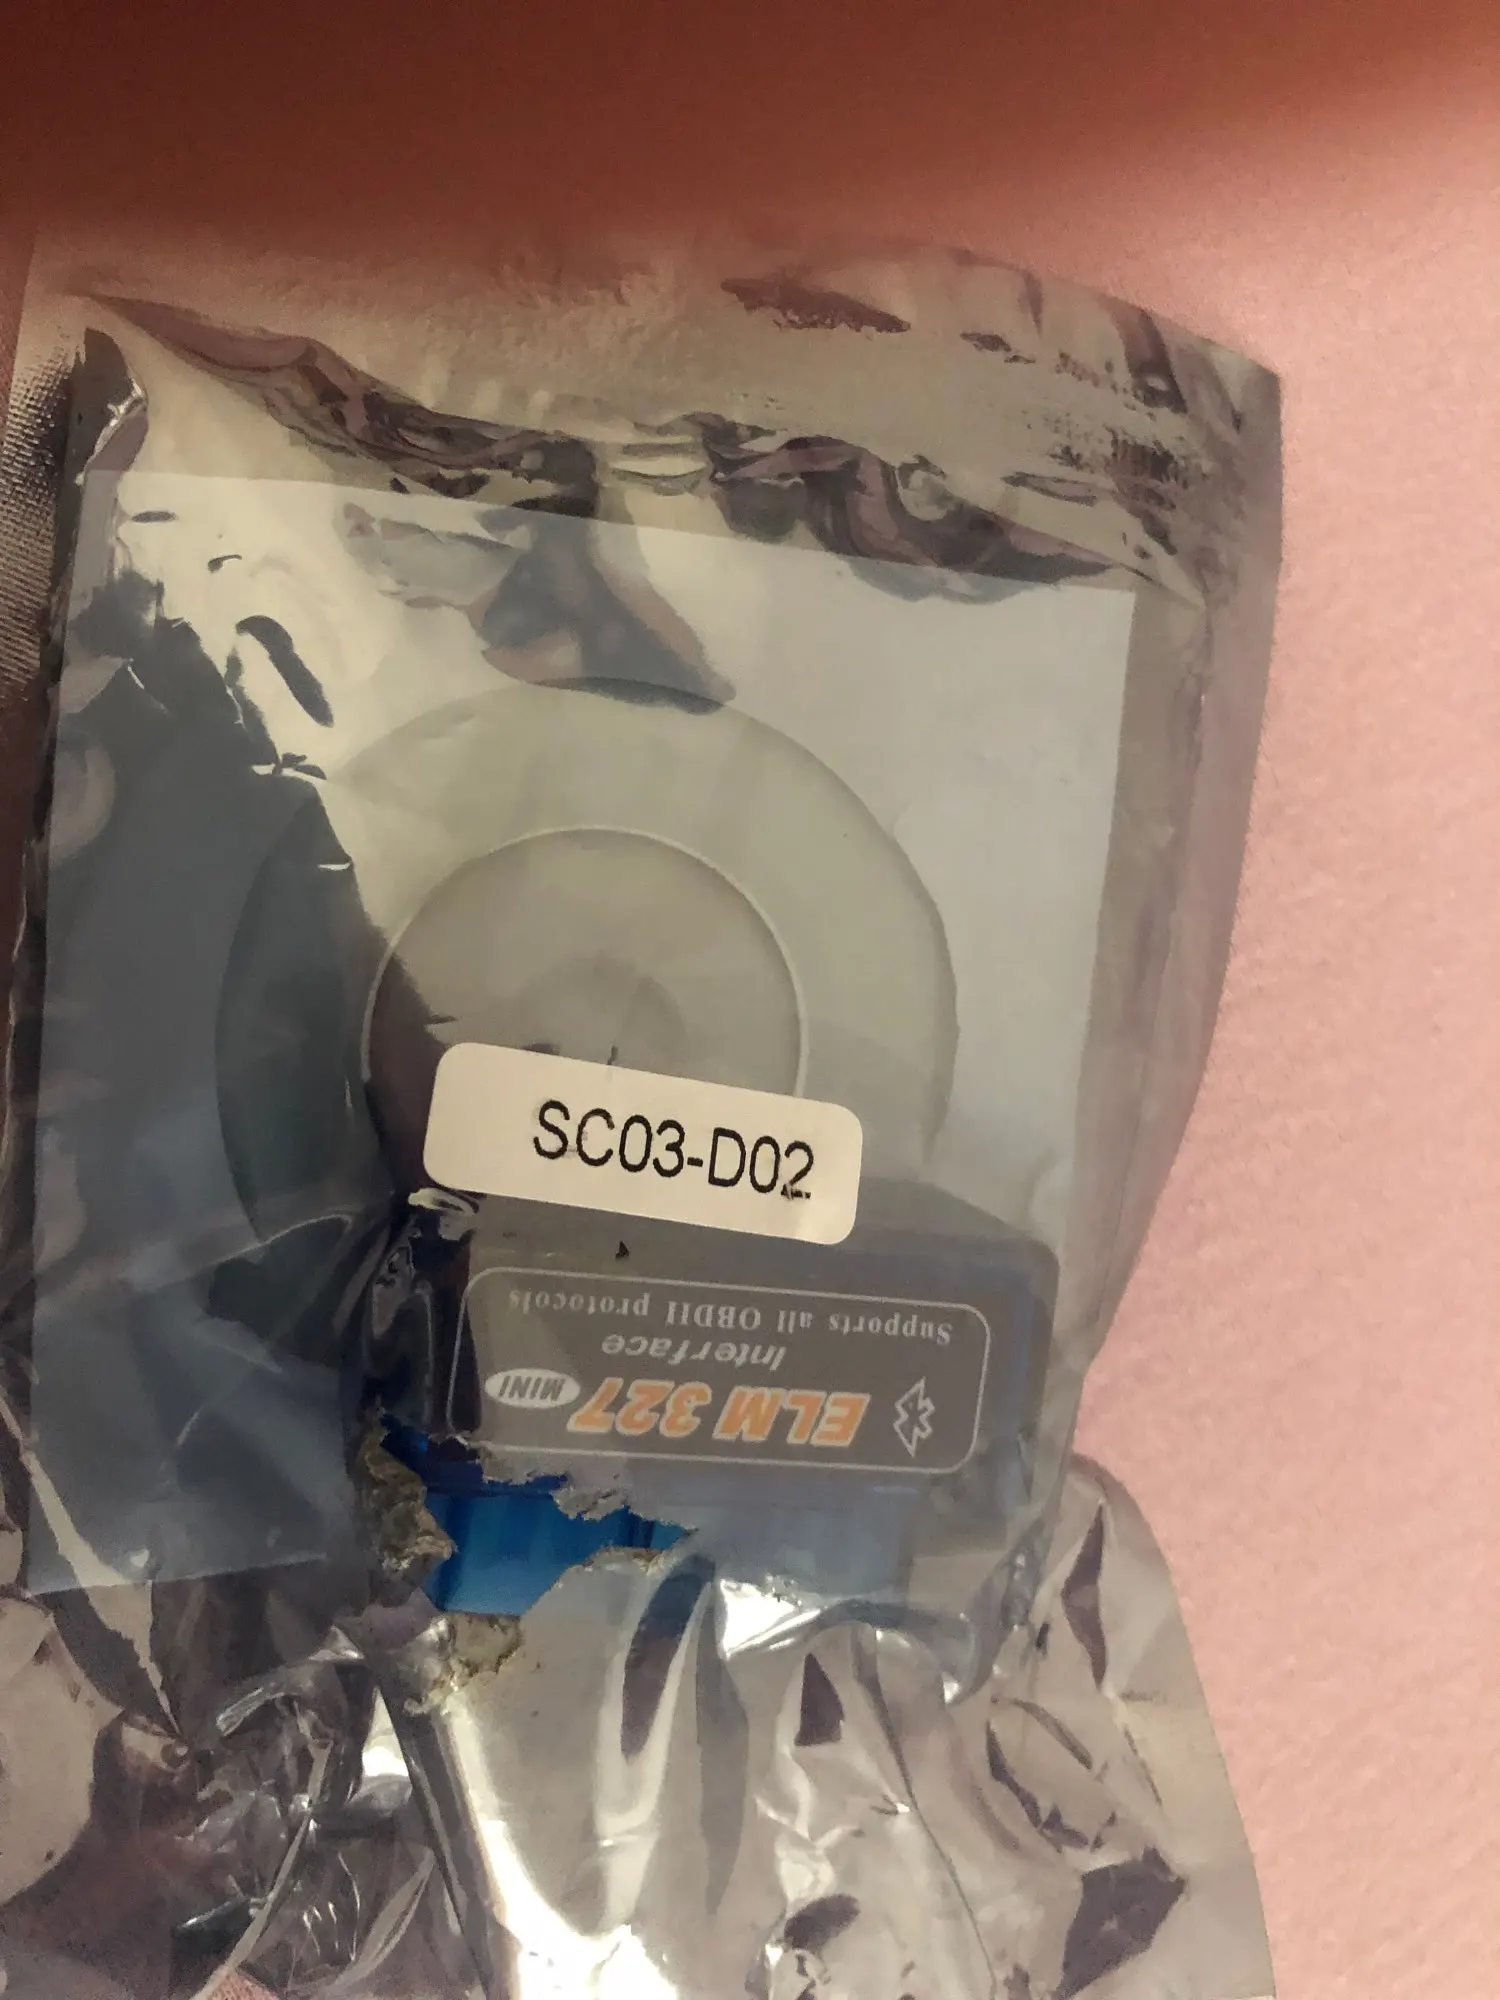 SC03-D02
ELM 327 MINI
Interface
Supports all OBDII protocols